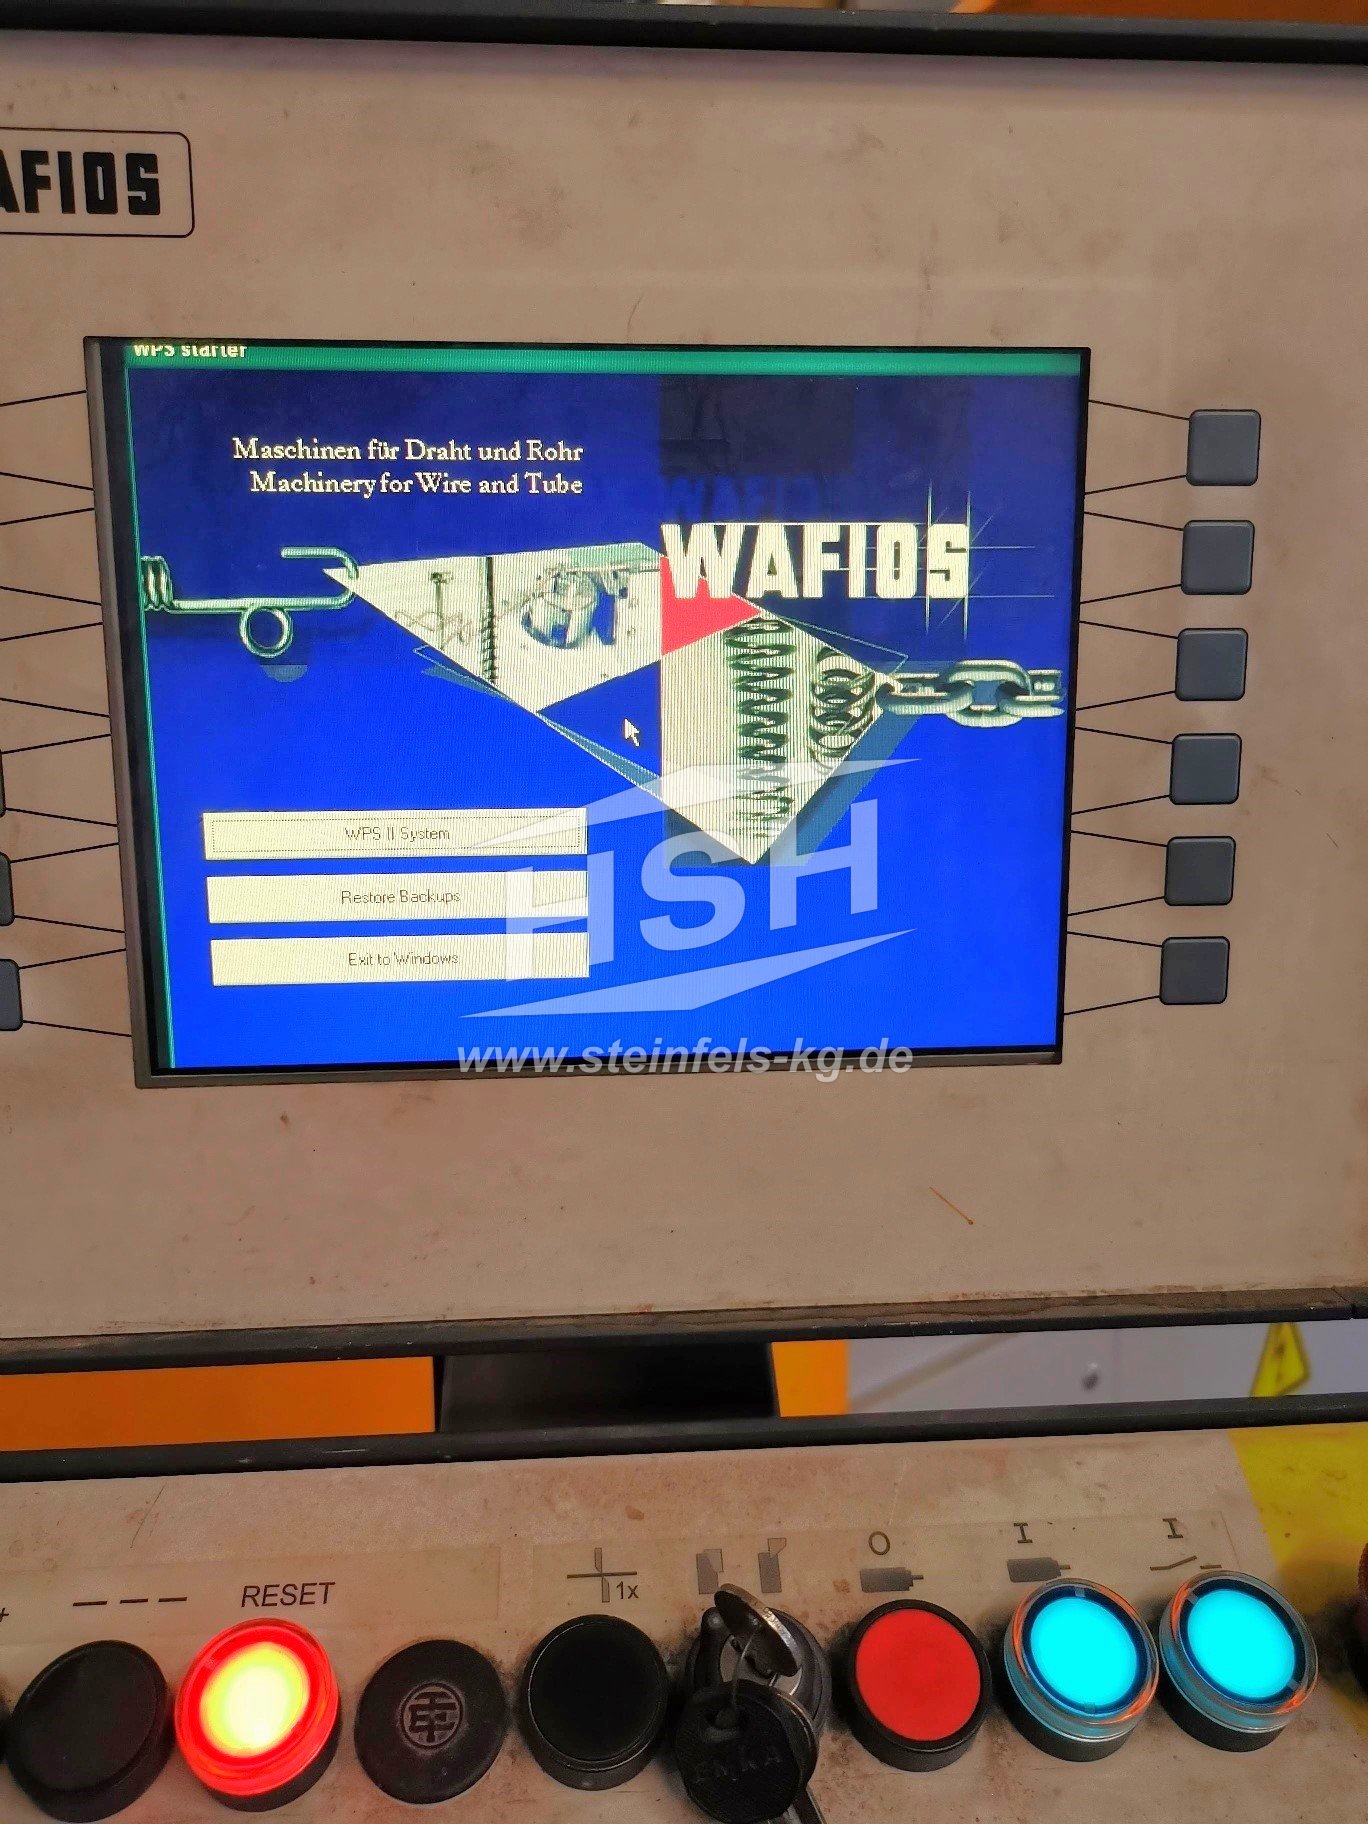 AFIOS
WPS starter
Maschinen für Draht und Rohr
Machinery for Wire and Tube
WAFIOS
WPS II System
Restore Backups
Exit to Windows
HSH
www.steinfels-kg.de
RESET
1x
O
I
I